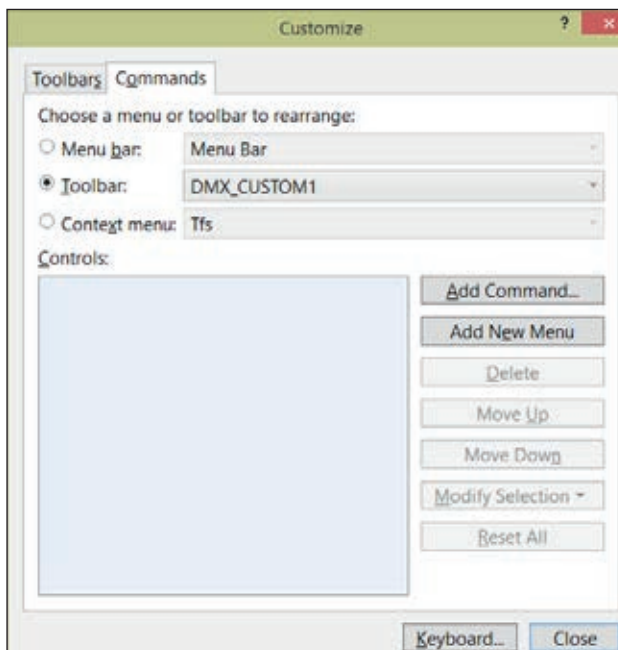 Customize ? ×
Toolbars Commands
Choose a menu or toolbar to rearrange:
Menu bar: Menu Bar
Toolbar: DMX_CUSTOM1
Context menu: Tfs
Controls:
Add Command...
Add New Menu
Delete
Move Up
Move Down
Modify Selection
Reset All
Keyboard... Close